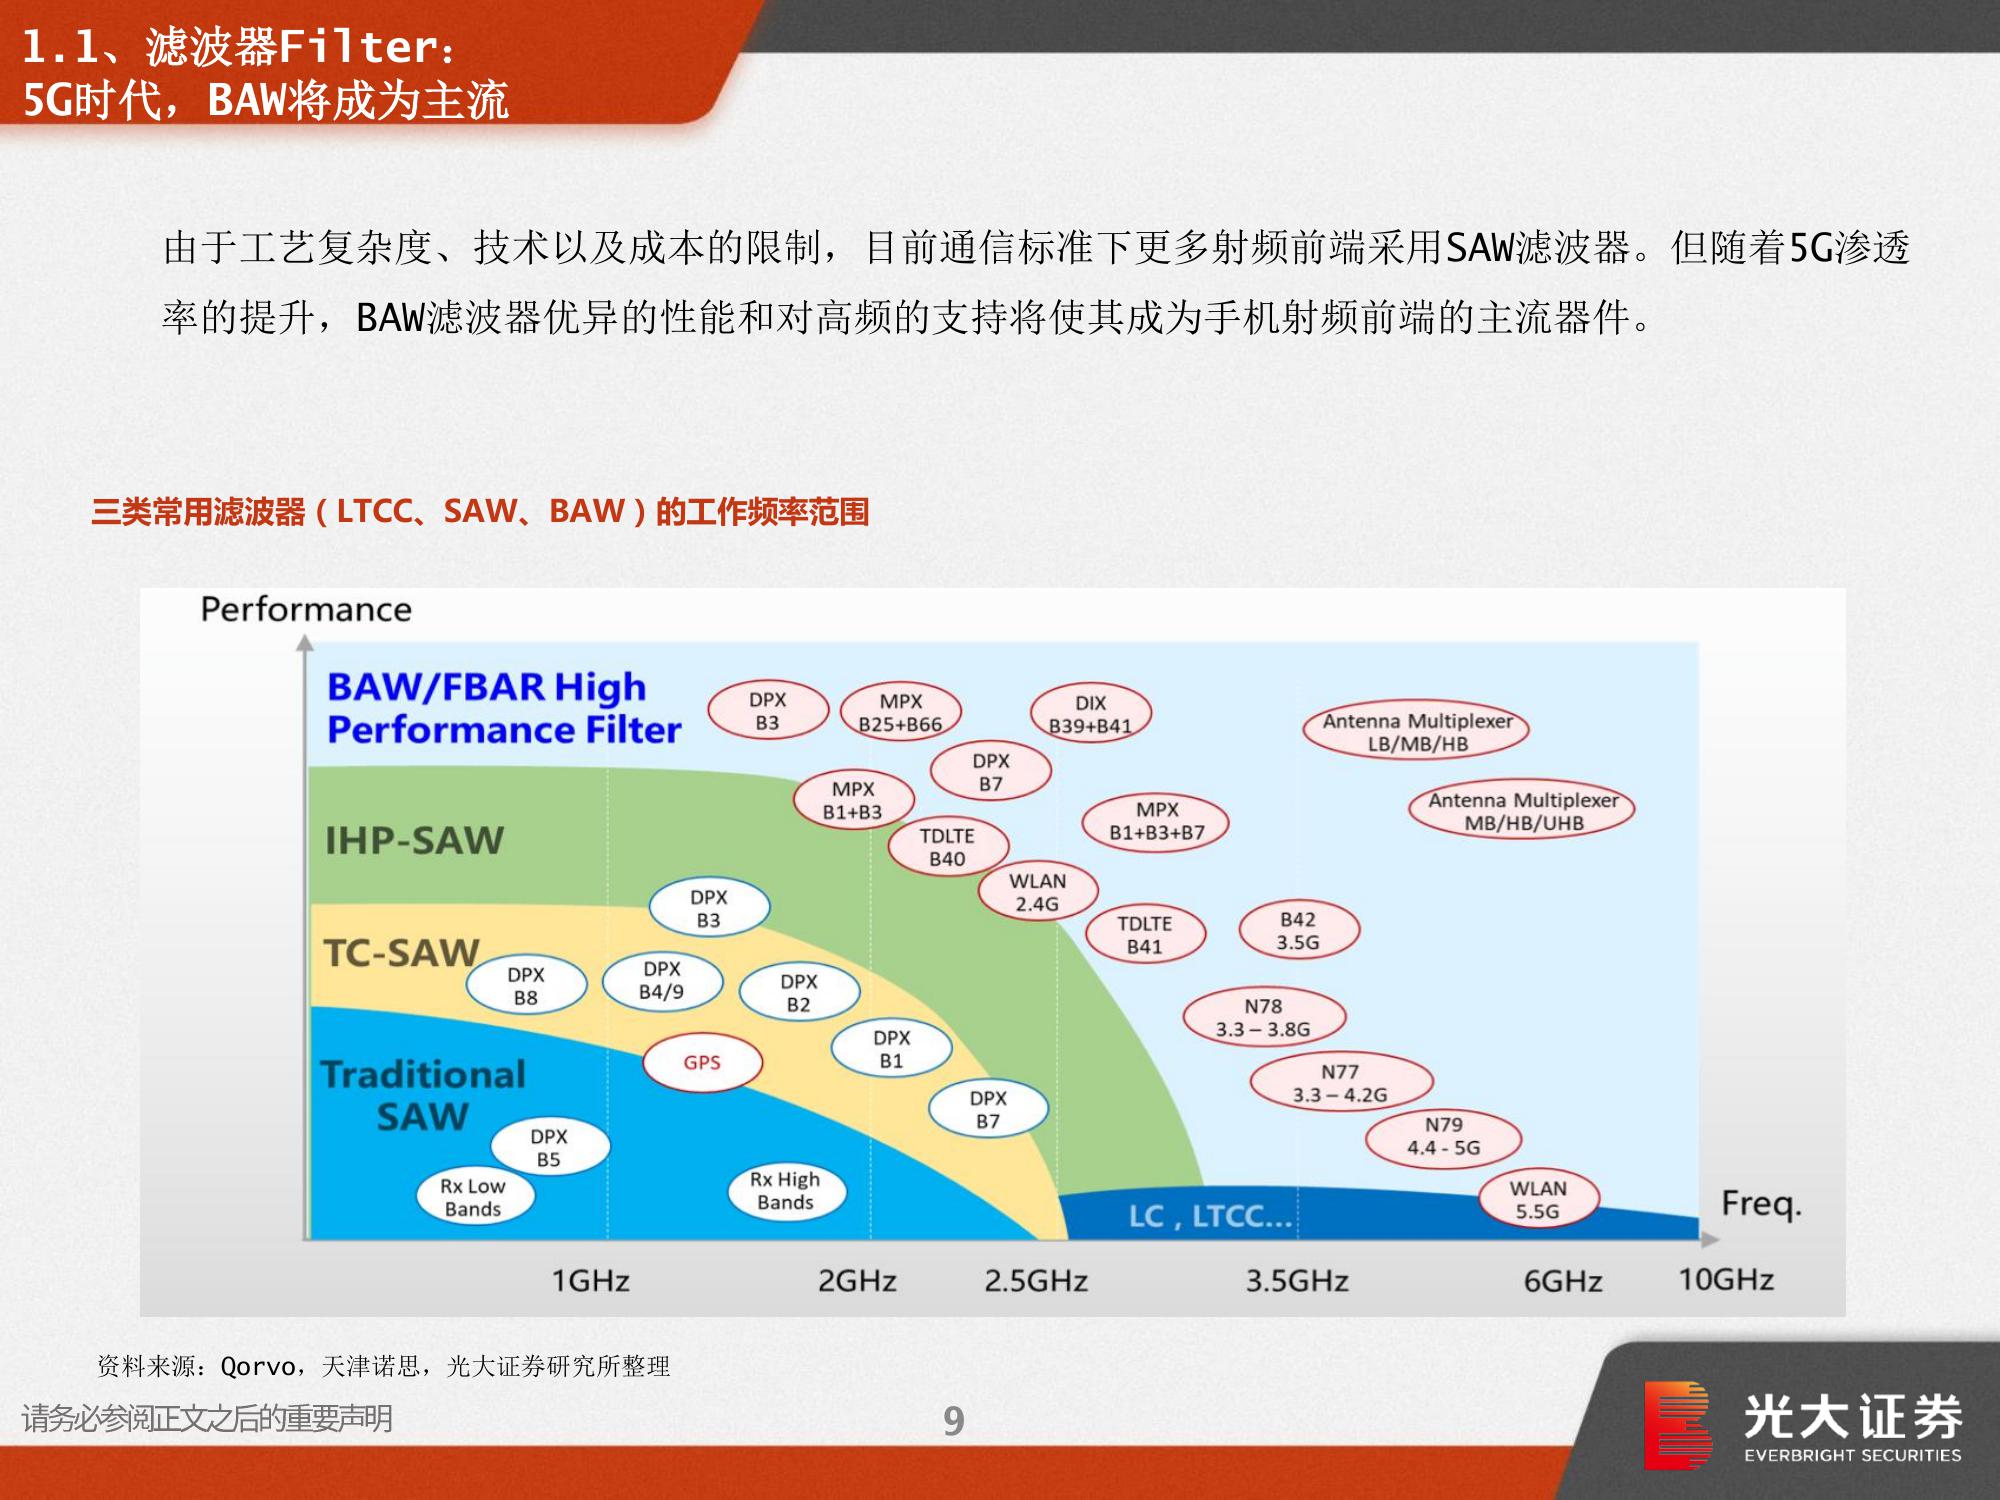 1.1、滤波器Filter：
5G时代，BAW将成为主流
由于工艺复杂度、技术以及成本的限制，目前通信标准下更多射频前端采用SAW滤波器。但随着5G渗透
率的提升，BAW滤波器优异的性能和对高频的支持将使其成为手机射频前端的主流器件。
三类常用滤波器（LTCC、SAW、BAW）的工作频率范围
Performance
BAW/FBAR High
Performance Filter
DPX
B3
MPX
B25+B66
DIX
B39+B41
Antenna Multiplexer
LB/MB/HB
DPX
B7
MPX
B1+B3
MPX
B1+B3+B7
Antenna Multiplexer
MB/HB/UHB
IHP-SAW
TDLTE
B40
WLAN
2.4G
DPX
B3
TDLTE
B41
B42
3.5G
TC-SAW
DPX
B8
DPX
B4/9
DPX
B2
N78
3.3 – 3.8G
DPX
B1
GPS
N77
3.3 – 4.2G
Traditional
SAW
DPX
B7
N79
4.4 - 5G
DPX
B5
Rx Low
Bands
Rx High
Bands
WLAN
5.5G
LC , LTCC...
Freq.
1GHz
2GHz
2.5GHz
3.5GHz
6GHz
10GHz
资料来源：Qorvo，天津诺思，光大证券研究所整理
请务必参阅正文之后的重要声明
9
光大证券
EVERBRIGHT SECURITIES